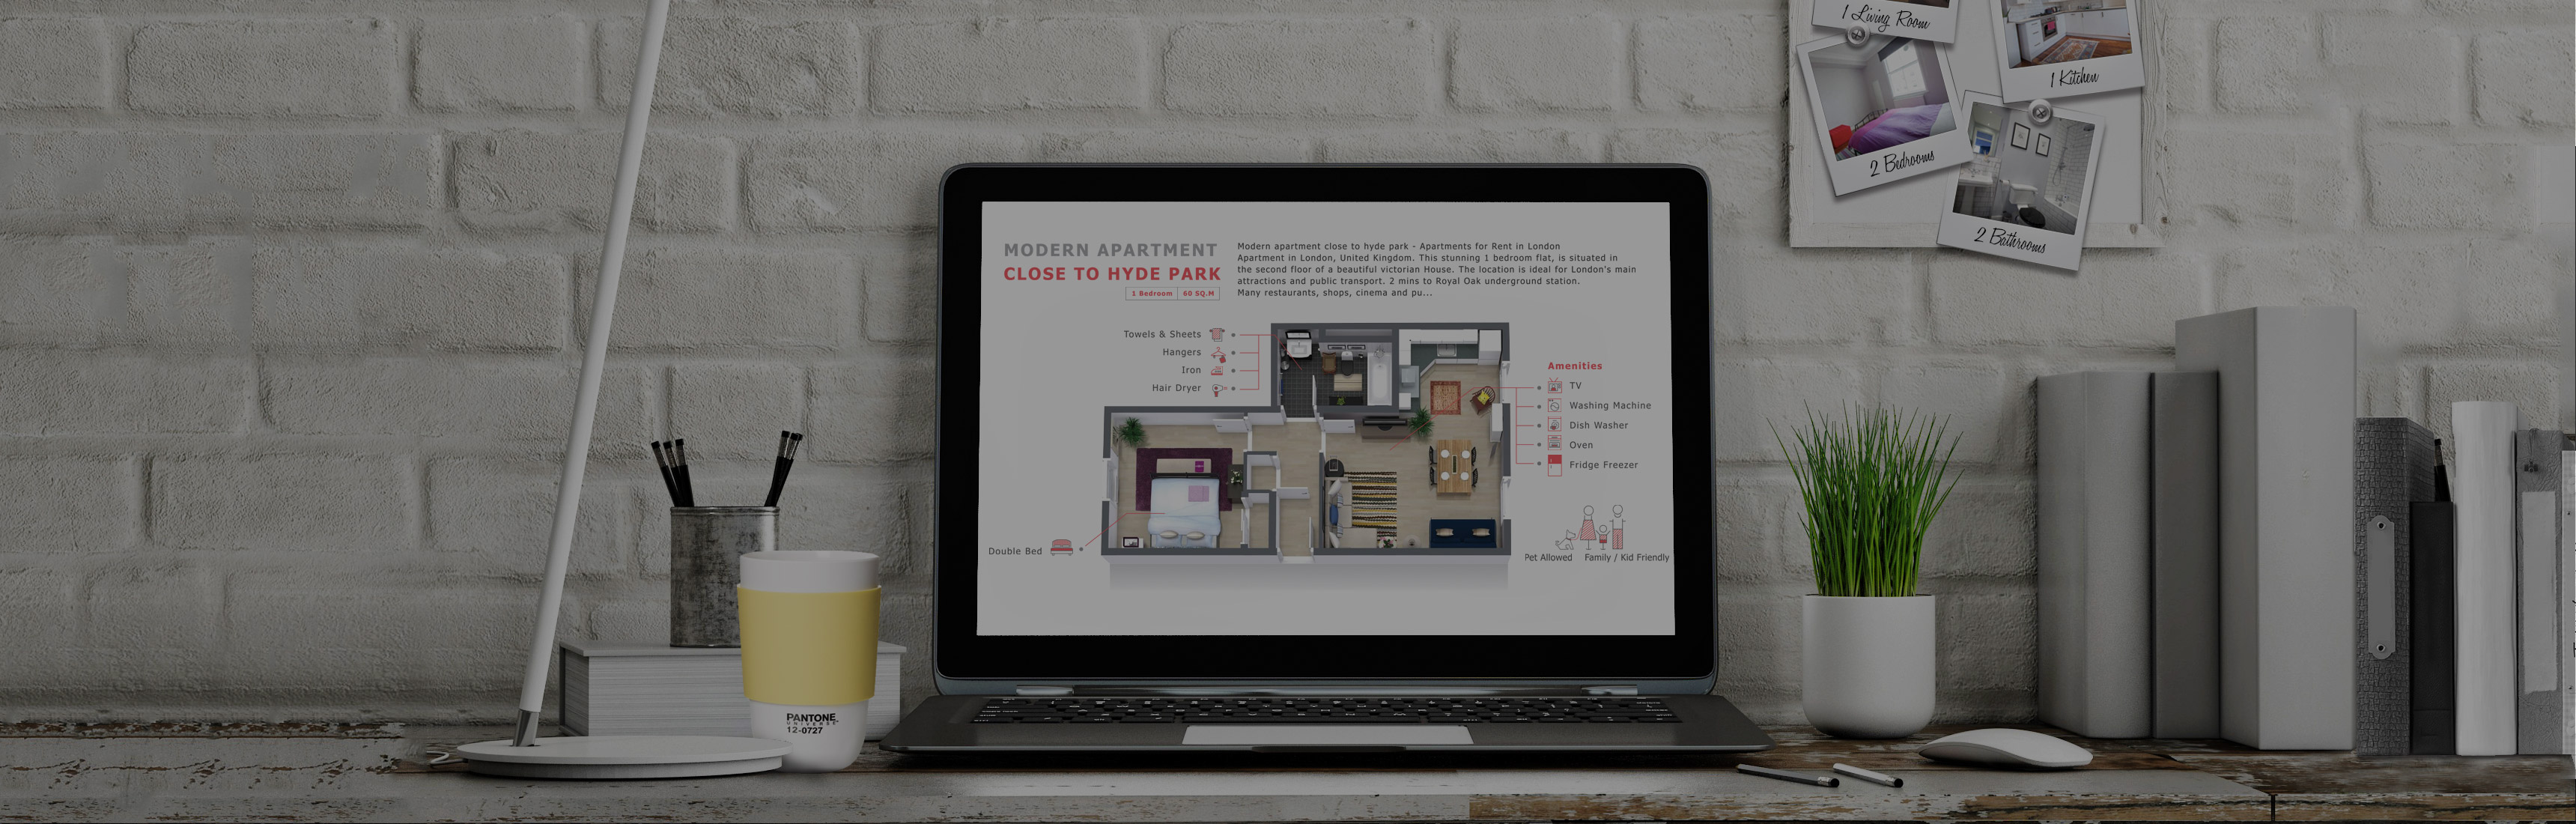 1 Living Room
1 Kitchen
2 Bedrooms
2 Bathrooms
MODERN APARTMENT
CLOSE TO HYDE PARK
1 Bedroom 60 SQ.M
Modern apartment close to hyde park - Apartments for Rent in London
Apartment in London, United Kingdom. This stunning 1 bedroom flat, is situated in
the second floor of a beautiful victorian House. The location is ideal for London's main
attractions and public transport. 2 mins to Royal Oak underground station.
Many restaurants, shops, cinema and pu...
Towels & Sheets
Hangers
Iron
Hair Dryer
Double Bed
Amenities
TV
Washing Machine
Dish Washer
Oven
Fridge Freezer
Pet Allowed
Family / Kid Friendly
PANTONE
UNIVERSE
12-0727